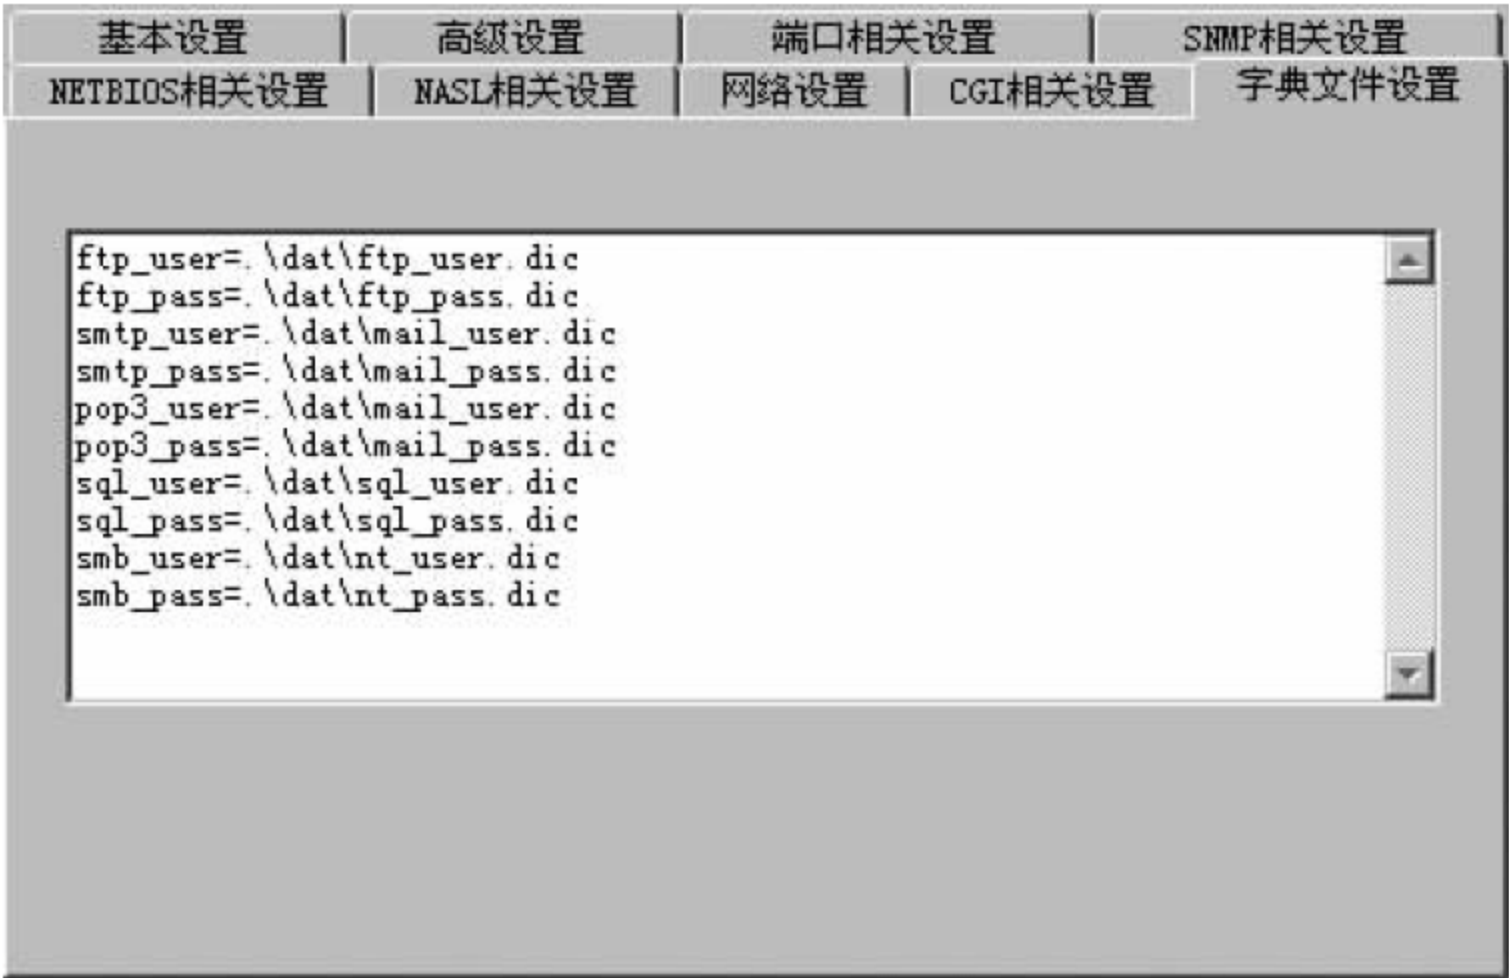 基本设置 高级设置 端口相关设置 SNMP相关设置
NETBIOS相关设置 NASL相关设置 网络设置 CGI相关设置 字典文件设置
ftp_user=.\dat\ftp_user.dic
ftp_pass=.\dat\ftp_pass.dic
smtp_user=.\dat\mail_user.dic
smtp_pass=.\dat\mail_pass.dic
pop3_user=.\dat\mail_user.dic
pop3_pass=.\dat\mail_pass.dic
sql_user=.\dat\sql_user.dic
sql_pass=.\dat\sql_pass.dic
smb_user=.\dat\nt_user.dic
smb_pass=.\dat\nt_pass.dic